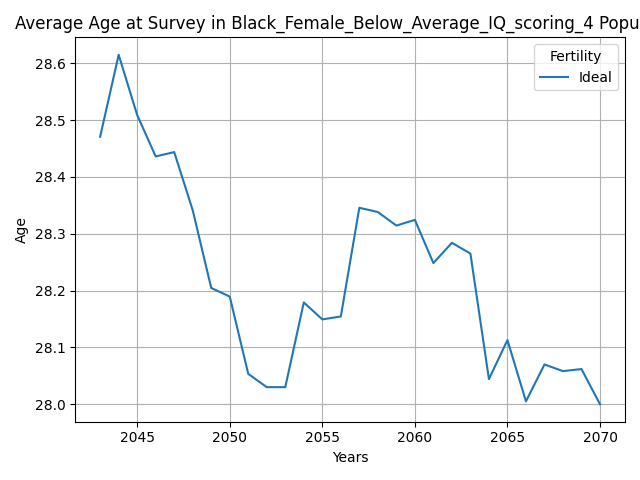 Average Age at Survey in Black_Female_Below_Average_IQ_scoring_4 Popu
Fertility
Ideal
28.6
28.5
28.4
28.3
28.2
28.1
28.0
Age
2045 2050 2055 2060 2065 2070
Years